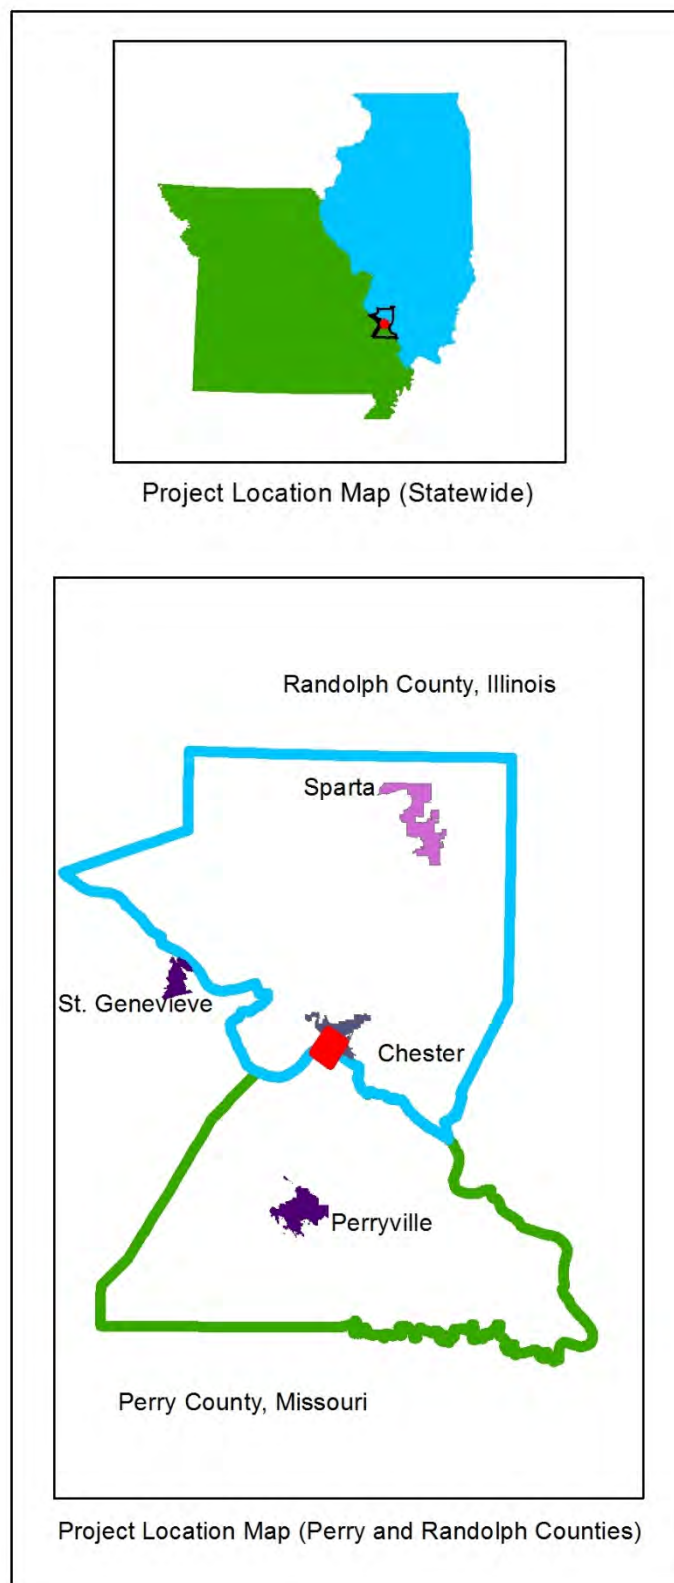 Project Location Map (Statewide)
Randolph County, Illinois
Sparta
St. Genevieve
Chester
Perryville
Perry County, Missouri
Project Location Map (Perry and Randolph Counties)